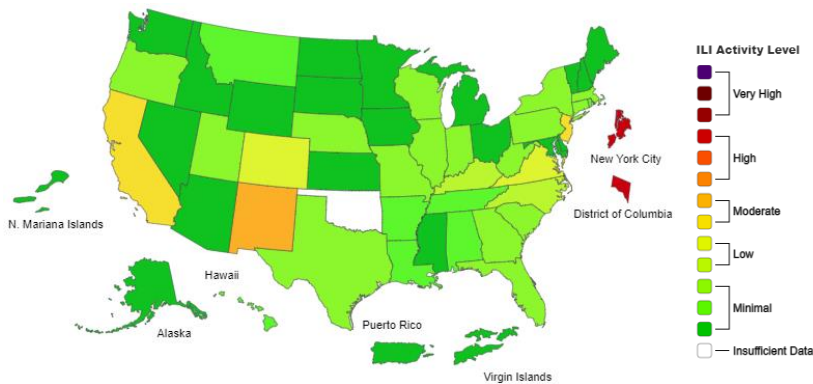 ILI Activity Level
Very High
High
New York City
District of Columbia
Moderate
N. Mariana Islands
Low
Hawaii
Minimal
Puerto Rico
Alaska
Insufficient Data
Virgin Islands